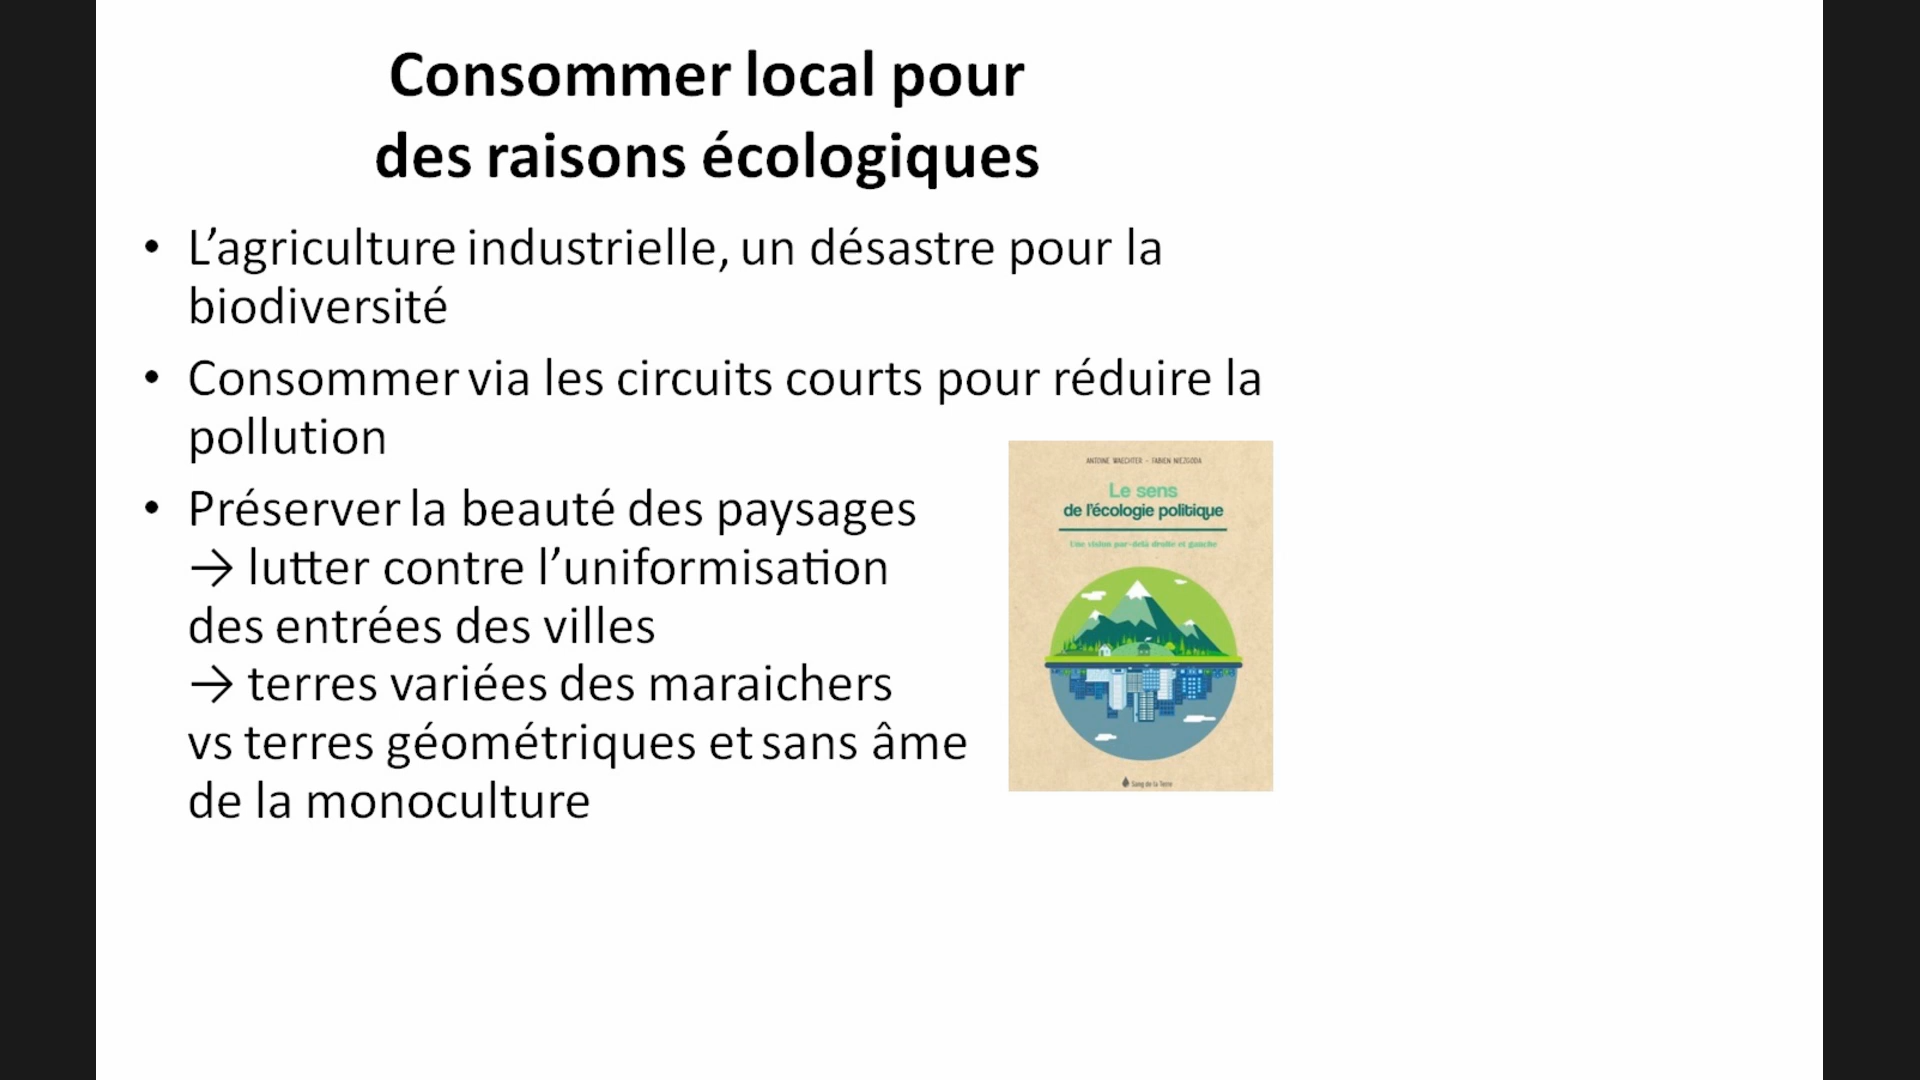 Consommer local pour
des raisons écologiques
• L’agriculture industrielle, un désastre pour la
biodiversité
• Consommer via les circuits courts pour réduire la
pollution
• Préserver la beauté des paysages
→ lutter contre l’uniformisation
des entrées des villes
→ terres variées des maraichers
vs terres géométriques et sans âme
de la monoculture
ANTOINE WAECHTER - FABIEN NIEZGODA
Le sens
de l’écologie politique
Une vision par-delà droite et gauche
Sang de la Terre